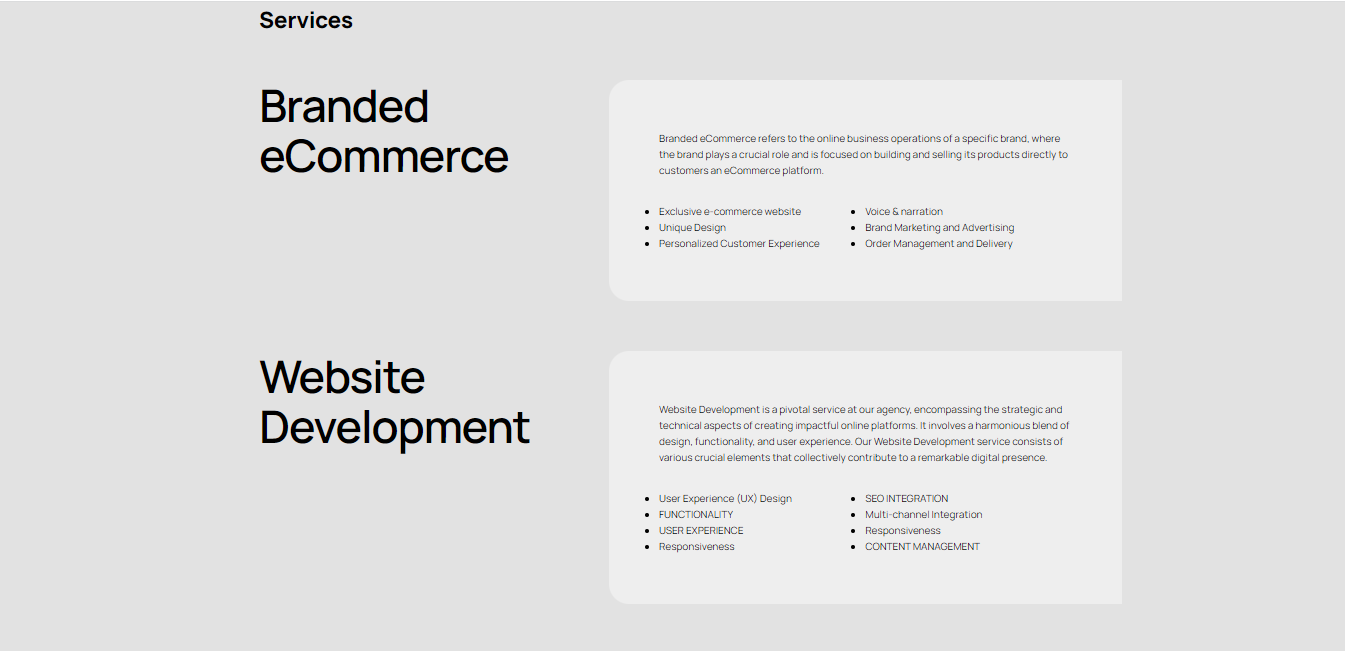 Services
Branded
eCommerce
Branded eCommerce refers to the online business operations of a specific brand, where
the brand plays a crucial role and is focused on building and selling its products directly to
customers an eCommerce platform.
Exclusive e-commerce website
Unique Design
Personalized Customer Experience
Voice & narration
Brand Marketing and Advertising
Order Management and Delivery
Website
Development
Website Development is a pivotal service at our agency, encompassing the strategic and
technical aspects of creating impactful online platforms. It involves a harmonious blend of
design, functionality, and user experience. Our Website Development service consists of
various crucial elements that collectively contribute to a remarkable digital presence.
User Experience (UX) Design
FUNCTIONALITY
USER EXPERIENCE
Responsiveness
SEO INTEGRATION
Multi-channel Integration
Responsiveness
CONTENT MANAGEMENT